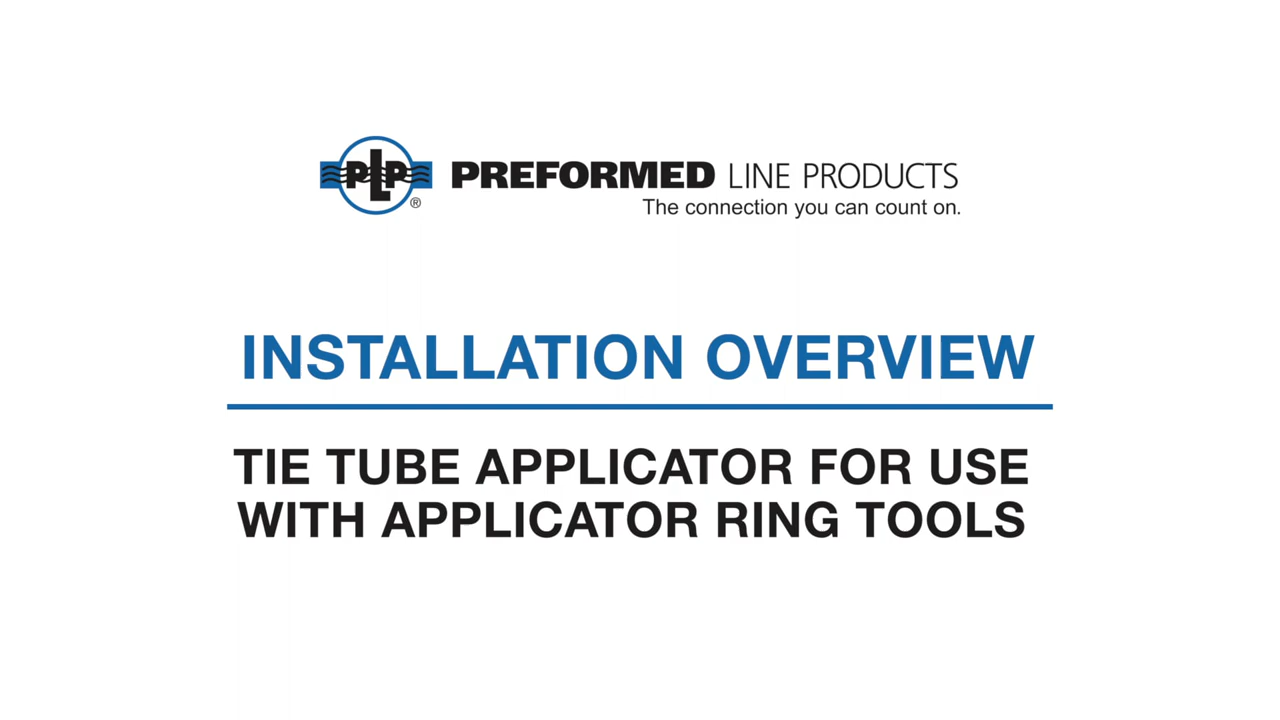 PLP® PREFORMED LINE PRODUCTS
The connection you can count on.
INSTALLATION OVERVIEW
TIE TUBE APPLICATOR FOR USE
WITH APPLICATOR RING TOOLS